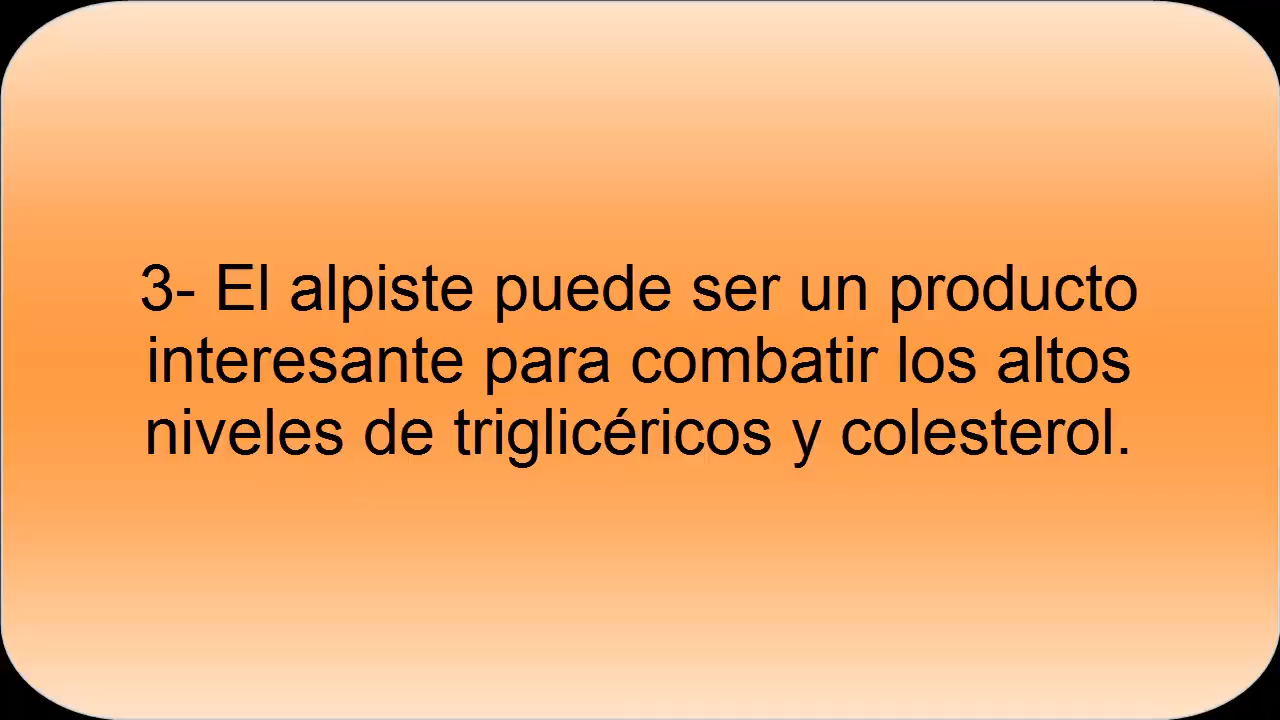 3- El alpiste puede ser un producto
interesante para combatir los altos
niveles de triglicéricos y colesterol.